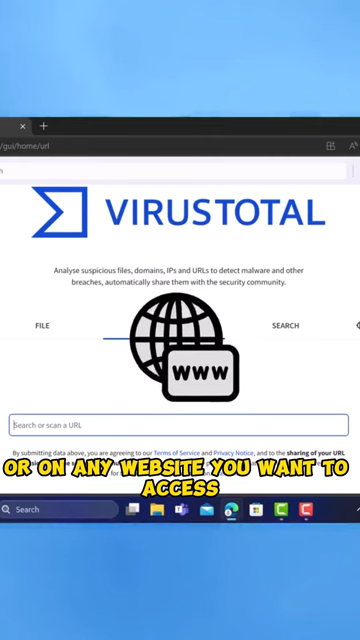 /gui/home/url
VIRUSTOTAL
Analyse suspicious files, domains, IPs and URLs to detect malware and other
breaches, automatically share them with the security community.
FILE
SEARCH
WWW
Search or scan a URL
By submitting data above, you are agreeing to our Terms of Service and Privacy Notice, and to the sharing of your URL
OR ON ANY WEBSITE YOU WANT TO
ACCESS
Search